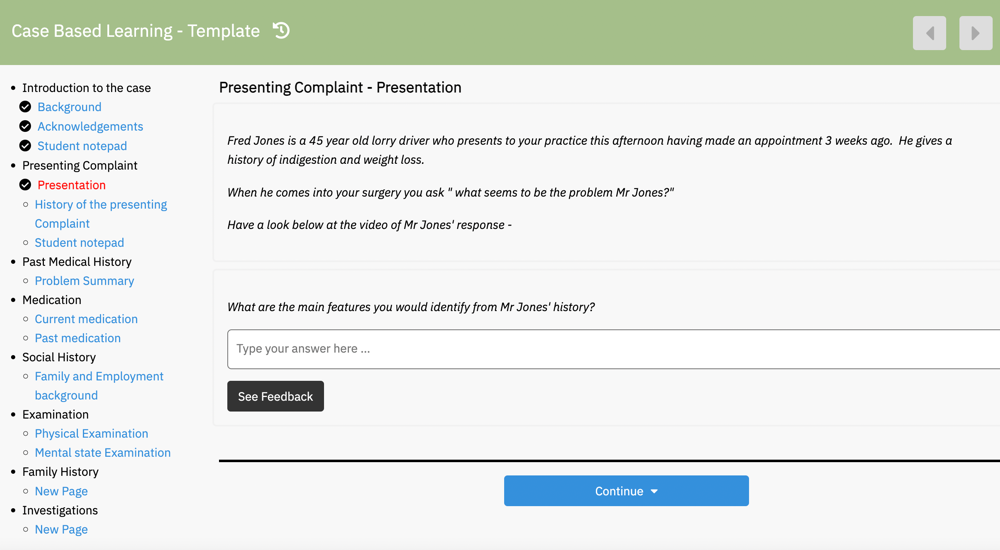 Case Based Learning - Template
Introduction to the case
Background
Acknowledgements
Student notepad
Presenting Complaint
Presentation
History of the presenting
Complaint
Student notepad
Past Medical History
Problem Summary
Medication
Current medication
Past medication
Social History
Family and Employment
background
Examination
Physical Examination
Mental state Examination
Family History
New Page
Investigations
New Page
Presenting Complaint - Presentation
Fred Jones is a 45 year old lorry driver who presents to your practice this afternoon having made an appointment 3 weeks ago.  He gives a
history of indigestion and weight loss.
When he comes into your surgery you ask " what seems to be the problem Mr Jones?"
Have a look below at the video of Mr Jones' response -
What are the main features you would identify from Mr Jones' history?
Type your answer here ...
See Feedback
Continue